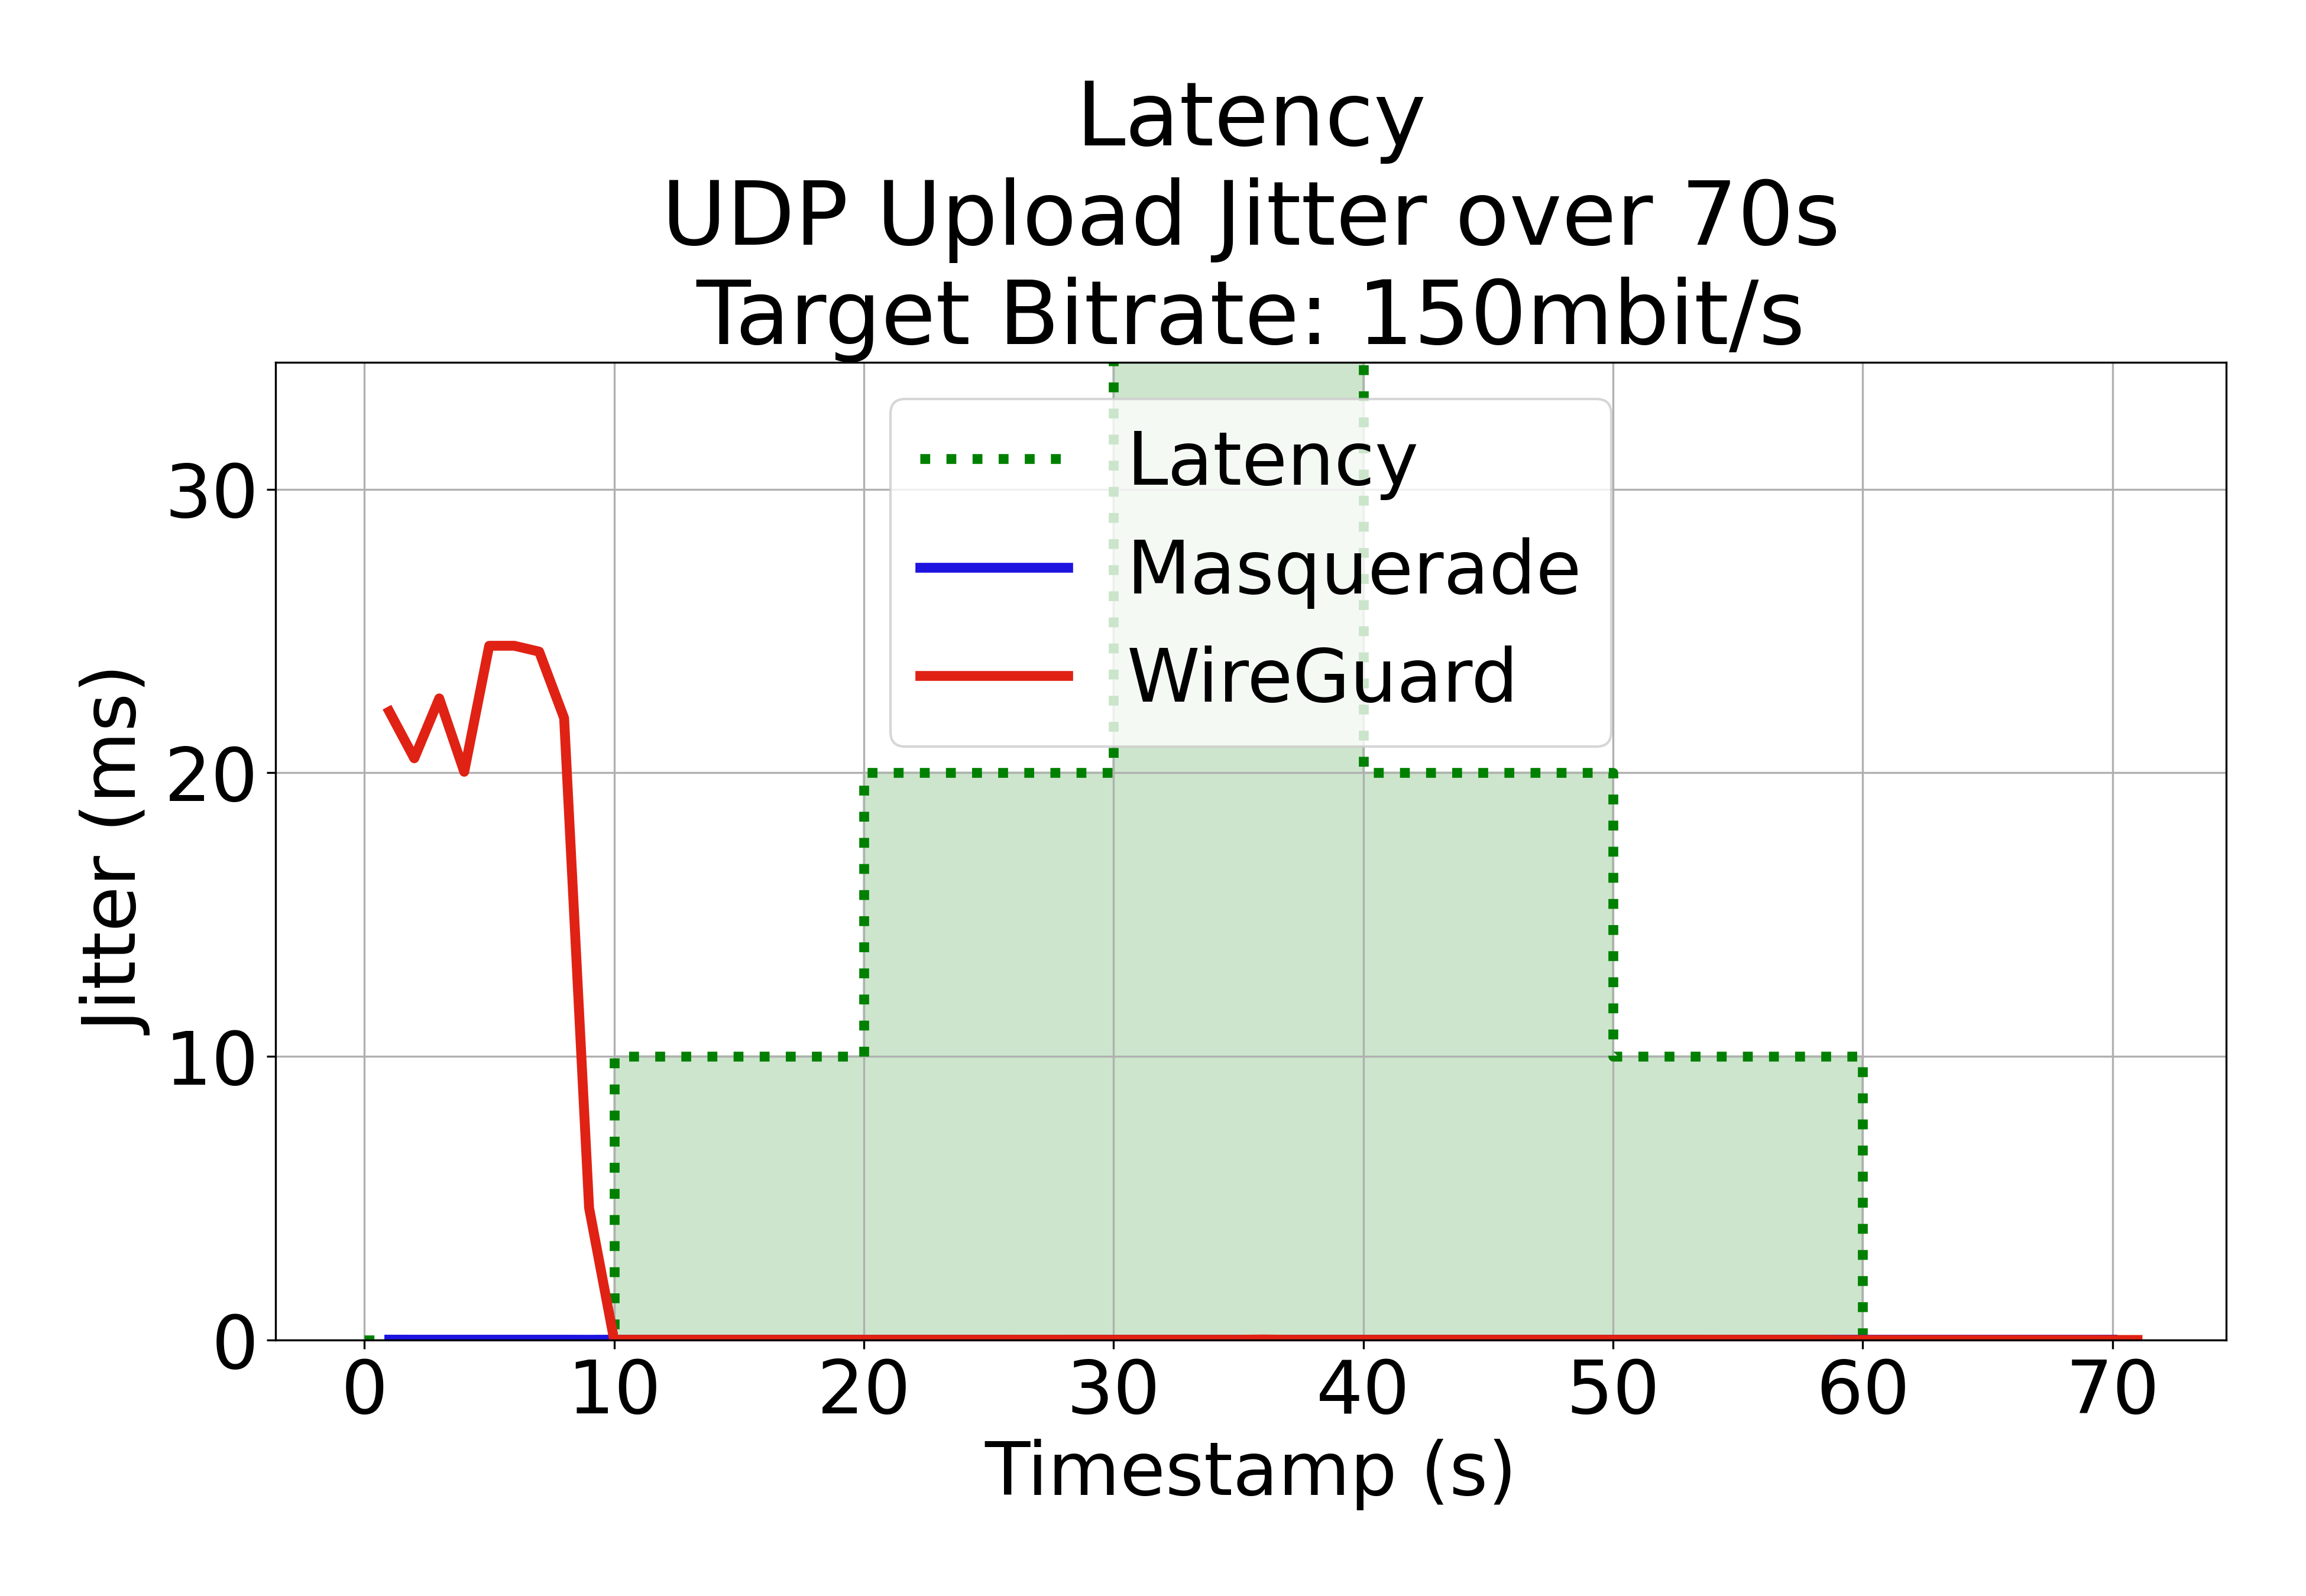 Latency
UDP Upload Jitter over 70s
Target Bitrate: 150mbit/s
Jitter (ms)
30
20
10
0
Latency
Masquerade
WireGuard
0 10 20 30 40 50 60 70
Timestamp (s)